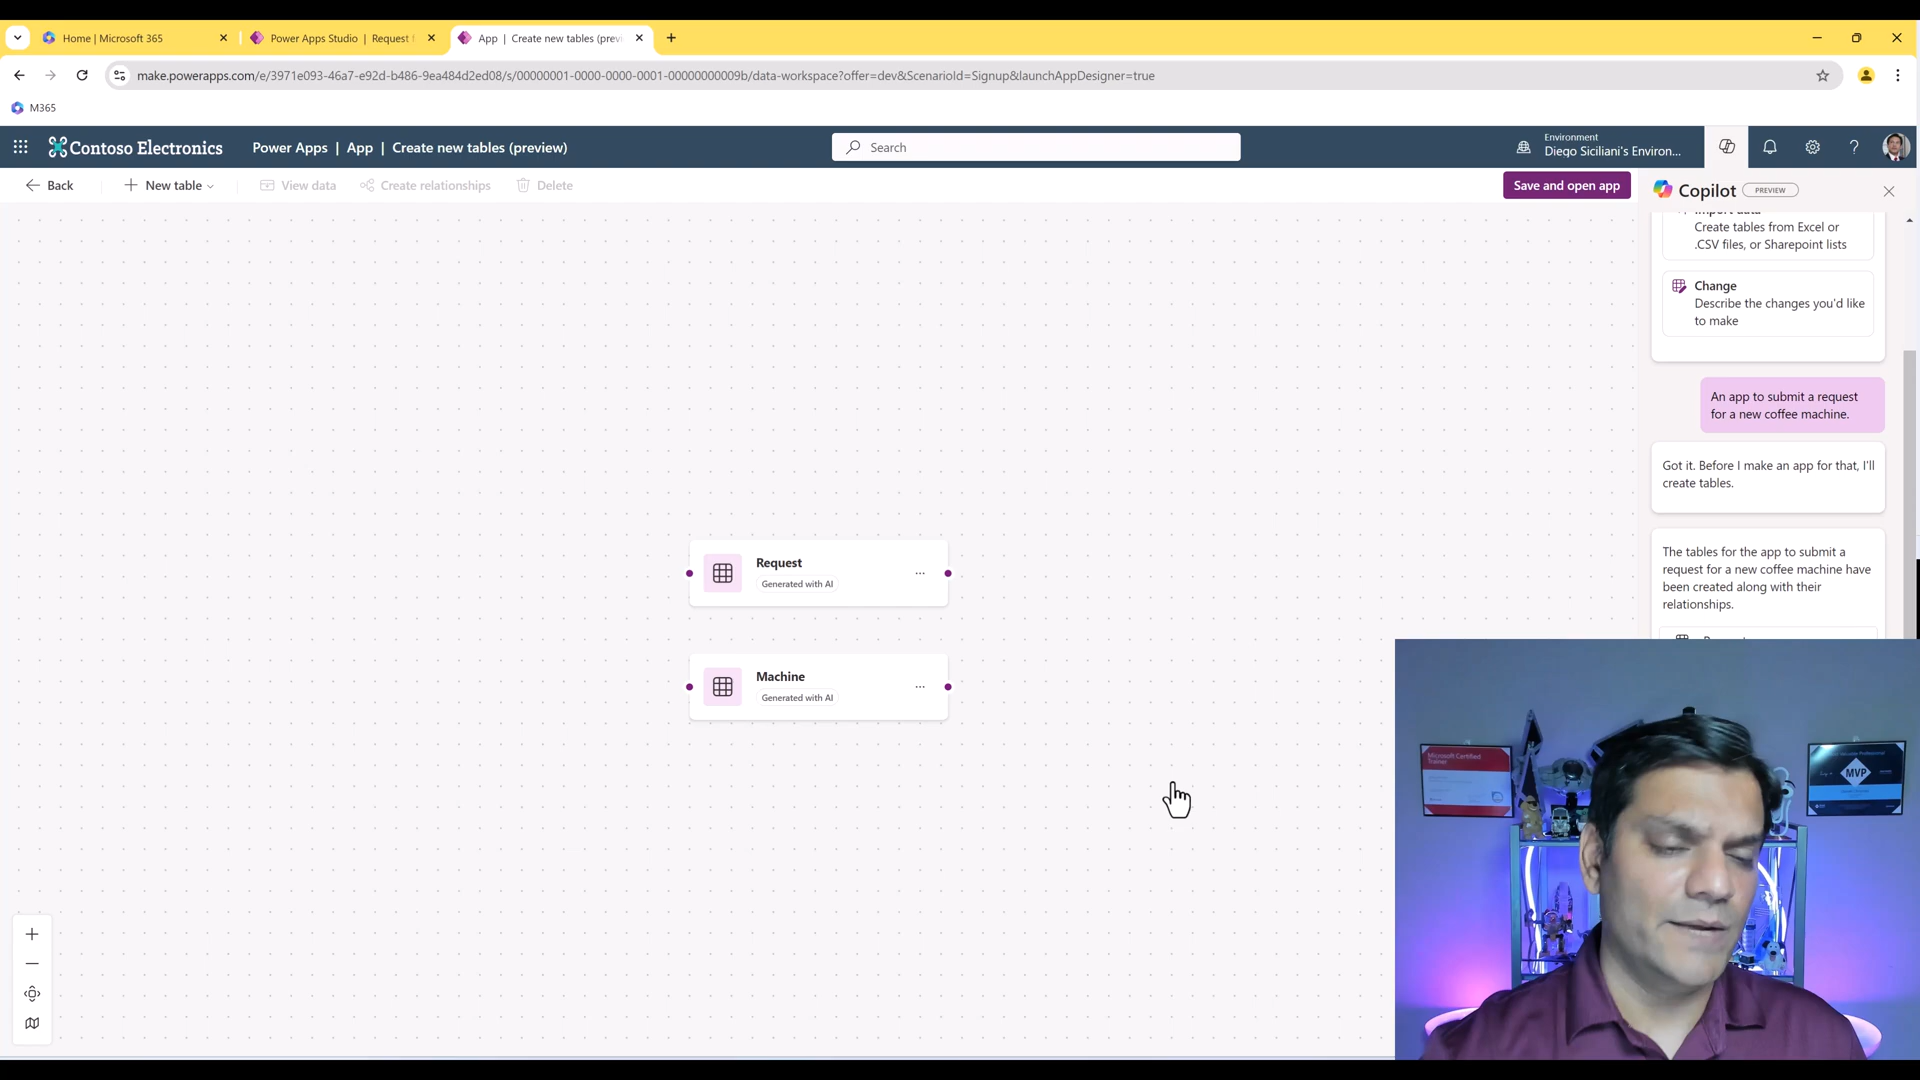 Home | Microsoft 365
Power Apps Studio | Request
App | Create new tables (previ
make.powerapps.com/e/3971e093-46a7-e92d-b486-9ea484d2ed08/s/00000001-0000-0000-0001-00000000009b/data-workspace?offer=dev&ScenarioId=Signup&launchAppDesigner=true
M365
Contoso Electronics
Power Apps | App | Create new tables (preview)
Search
Environment
Diego Siciliani's Environ...
Back
New table
View data
Create relationships
Delete
Save and open app
Copilot
PREVIEW
Import data
Create tables from Excel or
.CSV files, or Sharepoint lists
Change
Describe the changes you'd like
to make
An app to submit a request
for a new coffee machine.
Got it. Before I make an app for that, I'll
create tables.
The tables for the app to submit a
request for a new coffee machine have
been created along with their
relationships.
Request
Generated with AI
Machine
Generated with AI
Microsoft Certified
Trainer
MVP